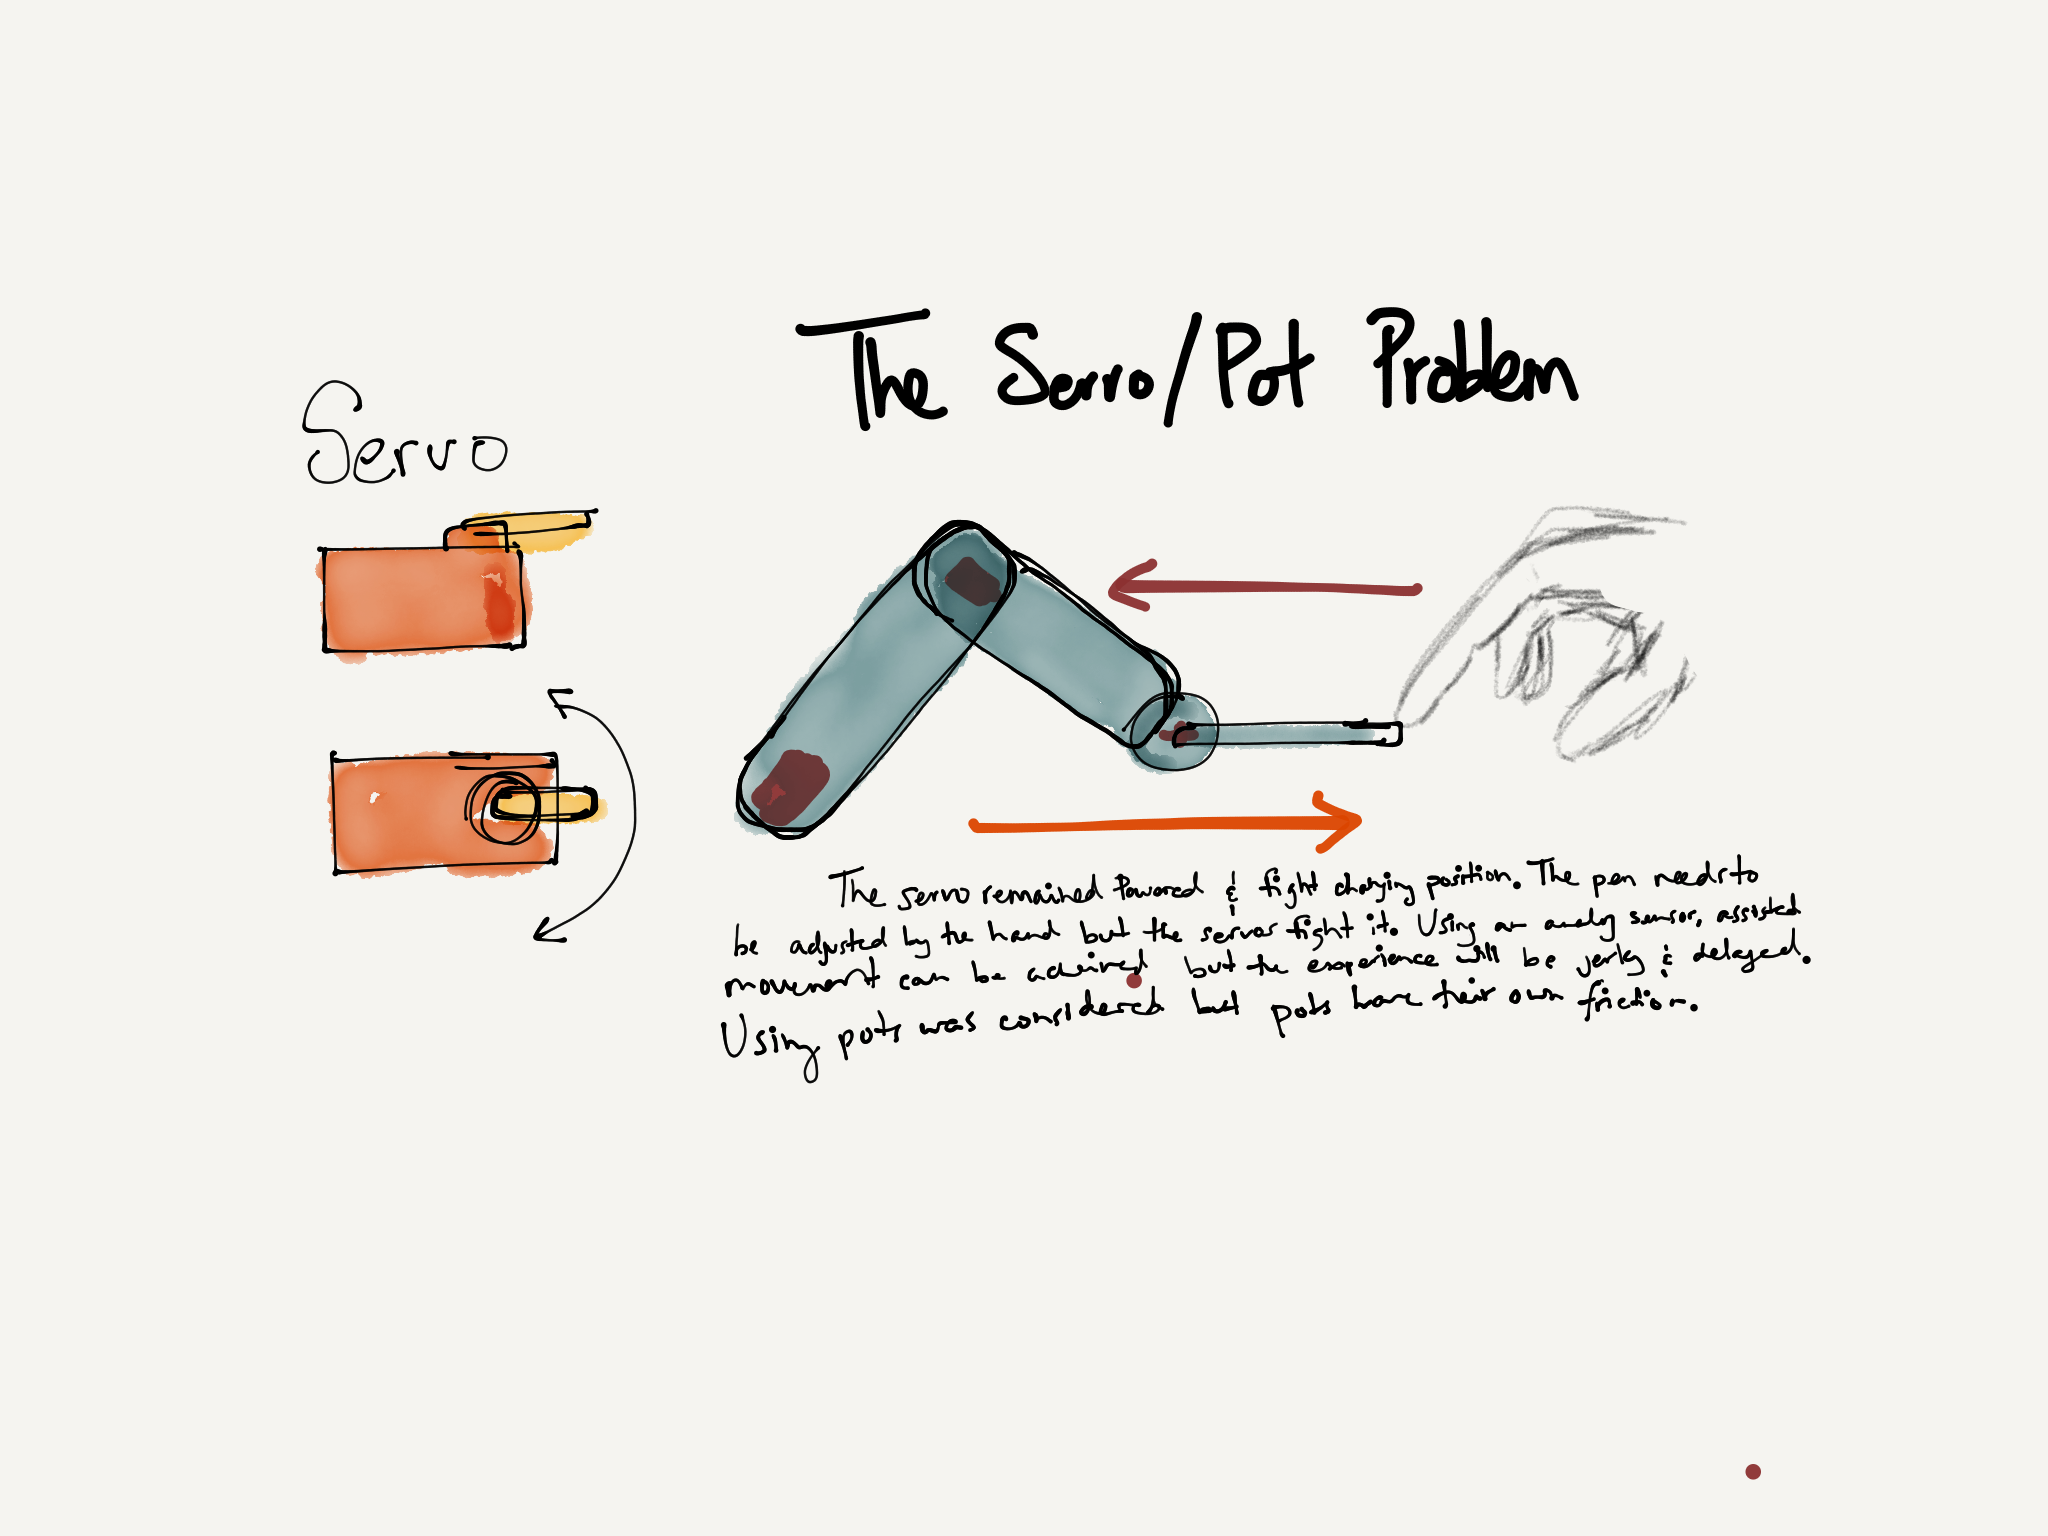 The Servo/Pot Problem
Servo
The servo remained Powered & fight changing position. The pen needs to
be adjusted by the hand but the servos fight it. Using an analog sensor, assisted
movement can be achieved but the experience will be jerky & delayed.
Using pots was considered but pots have their own friction.